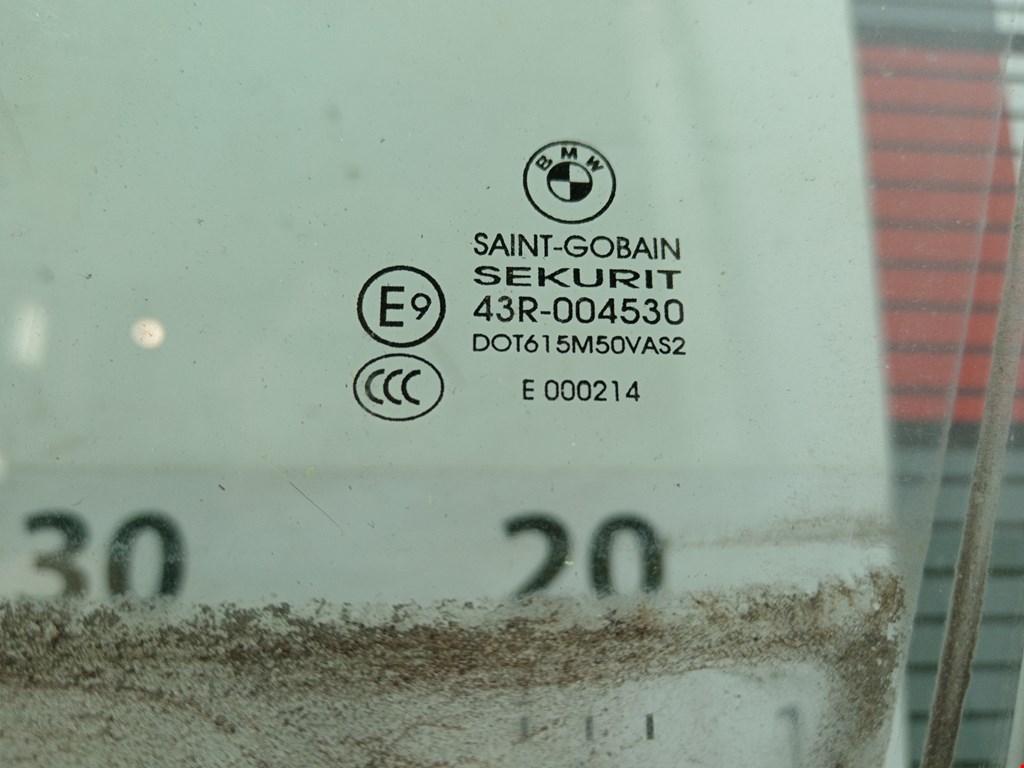 BMW
SAINT-GOBAIN
SEKURIT
E9 43R-004530
DOT615M50VAS2
CCC
E 000214
30 20